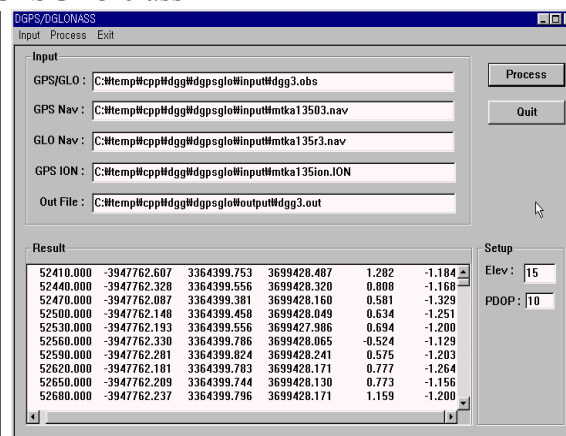 DGPS/DGLONASS
Input Process Exit
Input
GPS/GLO : C:₩temp₩cpp₩dgg₩dgpsglo₩input₩dgg3.obs
GPS Nav : C:₩temp₩cpp₩dgg₩dgpsglo₩input₩mtka13503.nav
GLO Nav : C:₩temp₩cpp₩dgg₩dgpsglo₩input₩mtka135r3.nav
GPS ION : C:₩temp₩cpp₩dgg₩dgpsglo₩input₩mtka135ion.ION
Out File : C:₩temp₩cpp₩dgg₩dgpsglo₩output₩dgg3.out
Process
Quit
Result
52410.000 -3947762.607 3364399.753 3699428.487 1.282 -1.184
52440.000 -3947762.328 3364399.556 3699428.320 0.808 -1.168
52470.000 -3947762.087 3364399.381 3699428.160 0.581 -1.329
52500.000 -3947762.148 3364399.458 3699428.049 0.634 -1.251
52530.000 -3947762.193 3364399.556 3699427.986 0.694 -1.200
52560.000 -3947762.330 3364399.786 3699428.065 -0.524 -1.129
52590.000 -3947762.281 3364399.824 3699428.241 0.575 -1.203
52620.000 -3947762.181 3364399.783 3699428.171 0.777 -1.264
52650.000 -3947762.209 3364399.744 3699428.130 0.773 -1.156
52680.000 -3947762.237 3364399.796 3699428.171 1.159 -1.200
Setup
Elev : 15
PDOP : 10